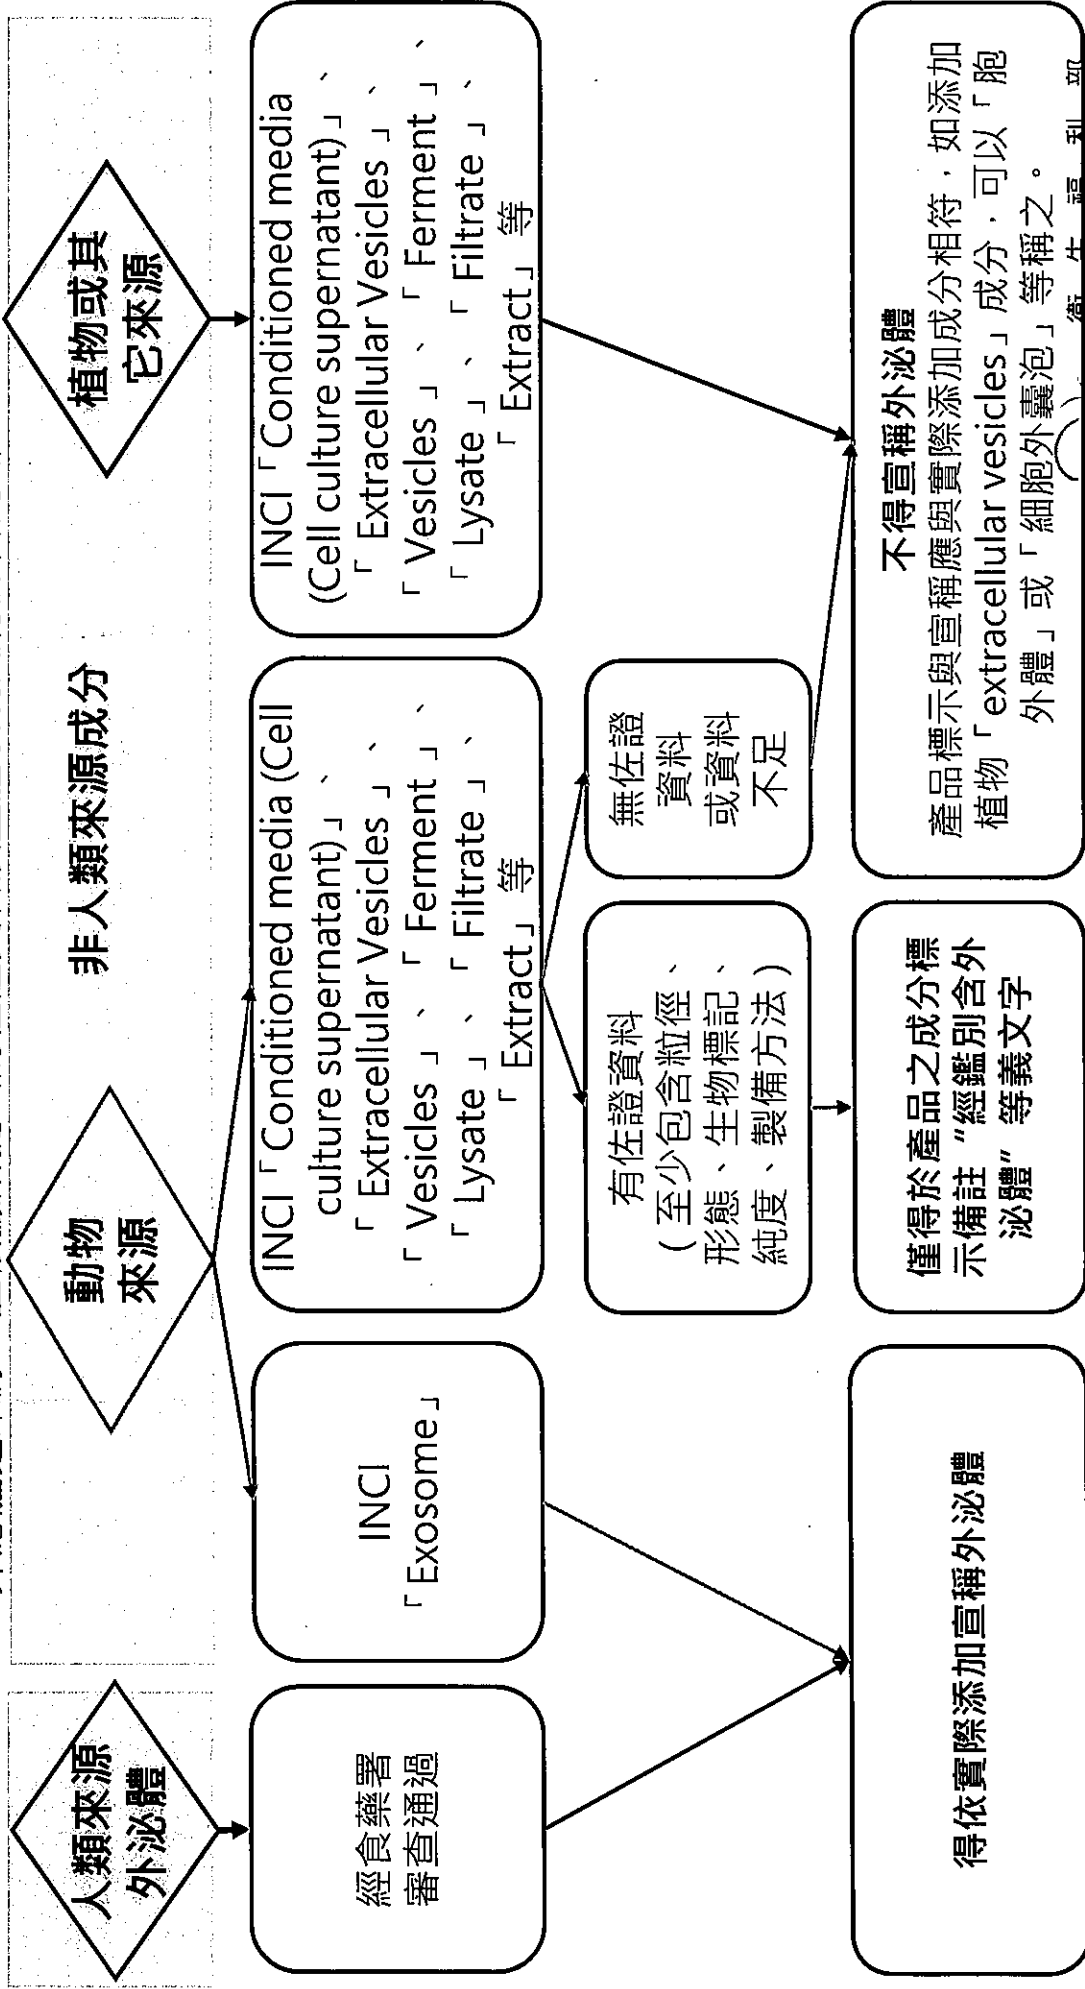 人類來源
外泌體
經食藥署
審查通過
得依實際添加宣稱外泌體
非人類來源成分
動物
來源
INCI
「Exosome」
INCI「Conditioned media (Cell
culture supernatant)」、
「Extracellular Vesicles」、
「Vesicles」、「Ferment」、
「Lysate」、「Filtrate」、
「Extract」等
有佐證資料
(至少包含粒徑、
形態、生物標記、
純度、製備方法)
僅得於產品之成分標
示備註“經鑑別含外
泌體”等義文字
無佐證
資料
或資料
不足
植物或其
它來源
INCI「Conditioned media
(Cell culture supernatant)」、
「Extracellular Vesicles」、
「Vesicles」、「Ferment」、
「Lysate」、「Filtrate」、
「Extract」等
不得宣稱外泌體
產品標示與宣稱應與實際添加成分相符，如添加
植物「extracellular vesicles」成分，可以「胞
外體」或「細胞外囊泡」等稱之。
衛生福利部